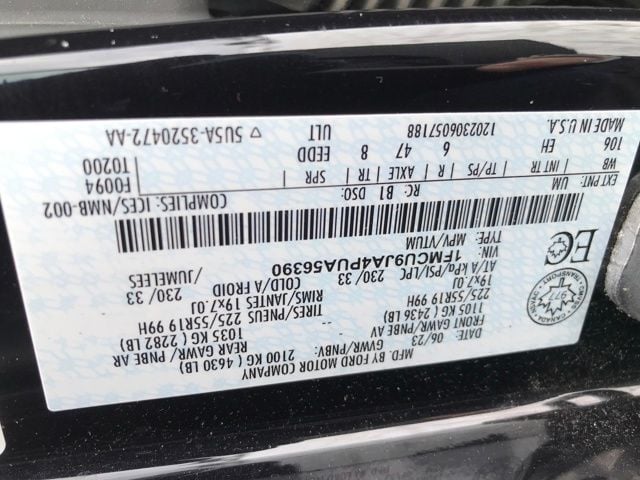 MFD. BY FORD MOTOR COMPANY
DATE: 06/23 GVWR/PNBV: 2100 KG ( 4630 LB)
FRONT GAWR/PNBE AV REAR GAWR / PNBE AR
1105 KG ( 2436 LB) 1035 KG ( 2282 LB)
225/55R19 99H TIRES/PNEUS 225/55R19 99H
19x7.0J RIMS/JANTES 19x7.0J
AT/A kPa/PSI/LPC 230 / 33 COLD/A FROID 230 / 33 /JUMELEES
VIN: 1FMCU9JA4PUA56390
TYPE: MPV/VTUM
EC
TRANSPORT
CANADA
COMPLIES: ICES/NMB-002
F0094
T0200
EXT PNT: UM RC: B1 DSO:
WB INT TR TP/PS R AXLE TR SPR
106 EH 6 47 8 EEDD
MADE IN U.S.A. 1202306057188 ULT ▽ 5U5A-3520472-AA